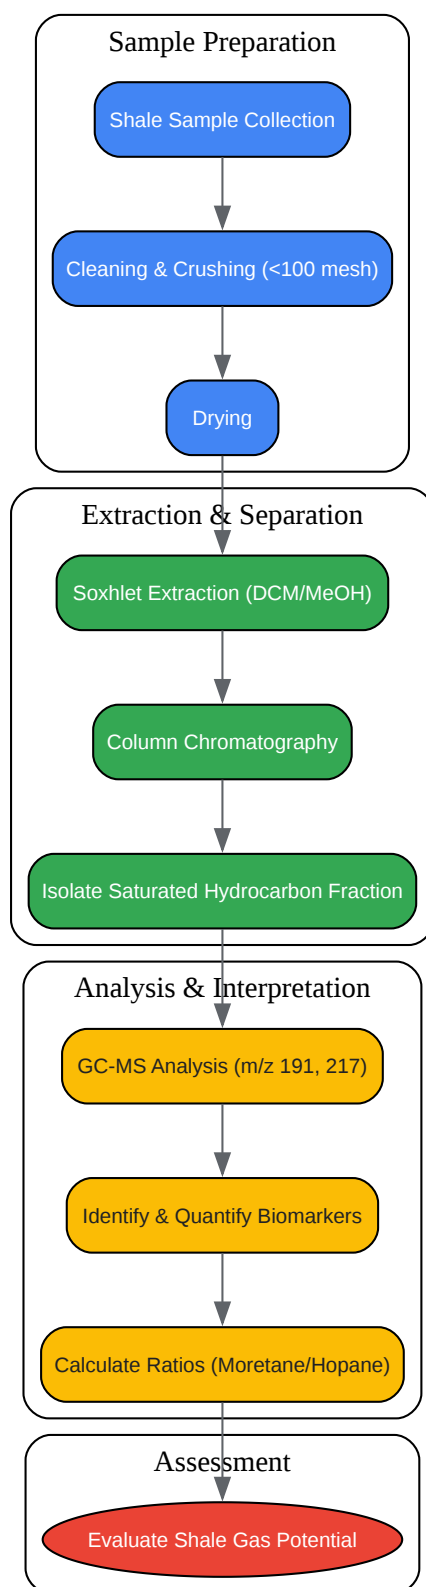 Sample Preparation
Shale Sample Collection
Cleaning & Crushing (<100 mesh)
Drying
Extraction & Separation
Soxhlet Extraction (DCM/MeOH)
Column Chromatography
Isolate Saturated Hydrocarbon Fraction
Analysis & Interpretation
GC-MS Analysis (m/z 191, 217)
Identify & Quantify Biomarkers
Calculate Ratios (Moretane/Hopane)
Assessment
Evaluate Shale Gas Potential